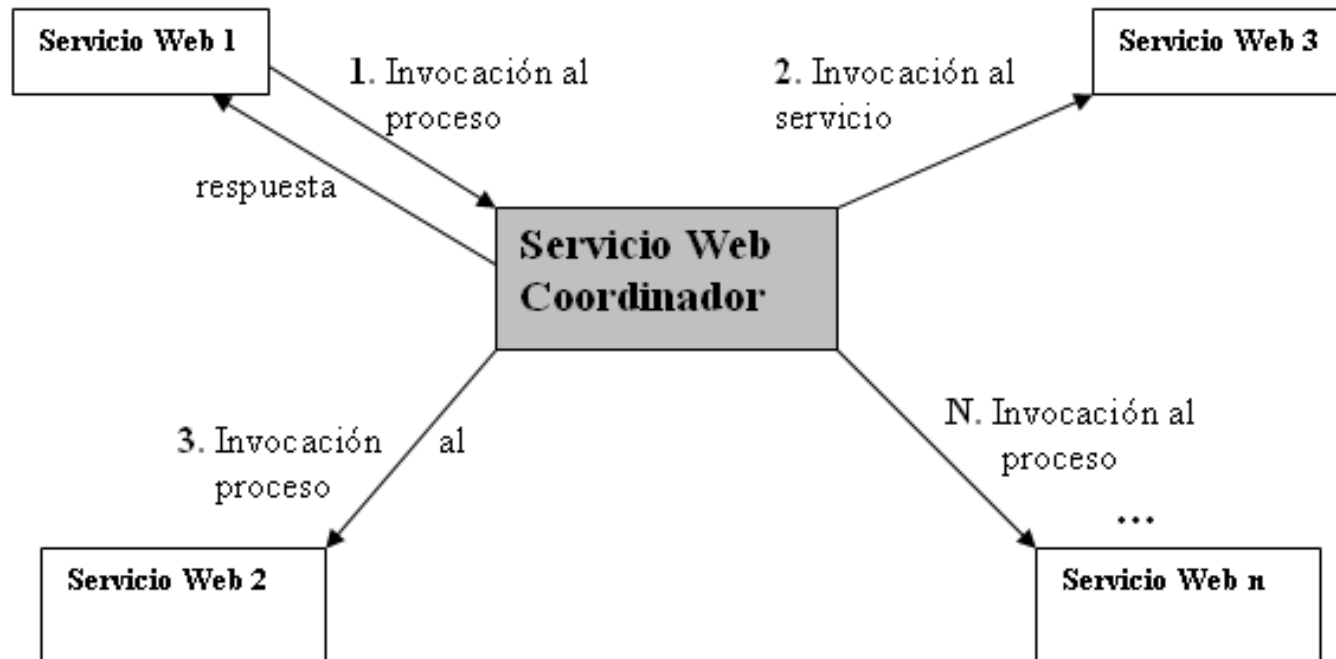 Servicio Web 1
Servicio Web 3
1. Invocación al
proceso
2. Invocación al
servicio
respuesta
Servicio Web
Coordinador
3. Invocación al
proceso
N. Invocación al
proceso
...
Servicio Web 2
Servicio Web n